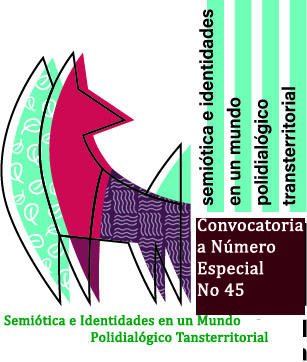 semiótica e identidades
en un mundo
polidialógico
transterritorial
Convocatoria
a Número
Especial
No 45
Semiótica e Identidades en un Mundo
Polidialógico Tansterritorial